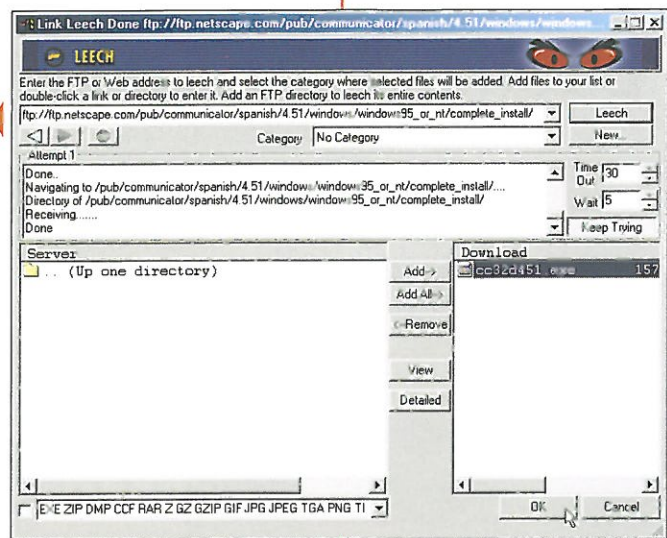 Link Leech Done ftp://ftp.netscape.com/pub/communicator/spanish/4.51/windows/windows...
LEECH
Enter the FTP or Web address to leech and select the category where selected files will be added. Add files to your list or
double-click a link or directory to enter it. Add an FTP directory to leech its entire contents.
ftp://ftp.netscape.com/pub/communicator/spanish/4.51/windows/windows95_or_nt/complete_install/
Leech
Category
No Category
New...
Attempt 1
Done..
Navigating to /pub/communicator/spanish/4.51/windows/windows95_or_nt/complete_install/....
Directory of /pub/communicator/spanish/4.51/windows/windows95_or_nt/complete_install/
Receiving.......
Done
Time Out 30
Wait 5
Keep Trying
Server
.. (Up one directory)
Add->
Add All->
<-Remove
View
Detailed
Download
cc32d451.exe 157
EXE ZIP DMP CCF RAR Z GZ GZIP GIF JPG JPEG TGA PNG TI
OK
Cancel